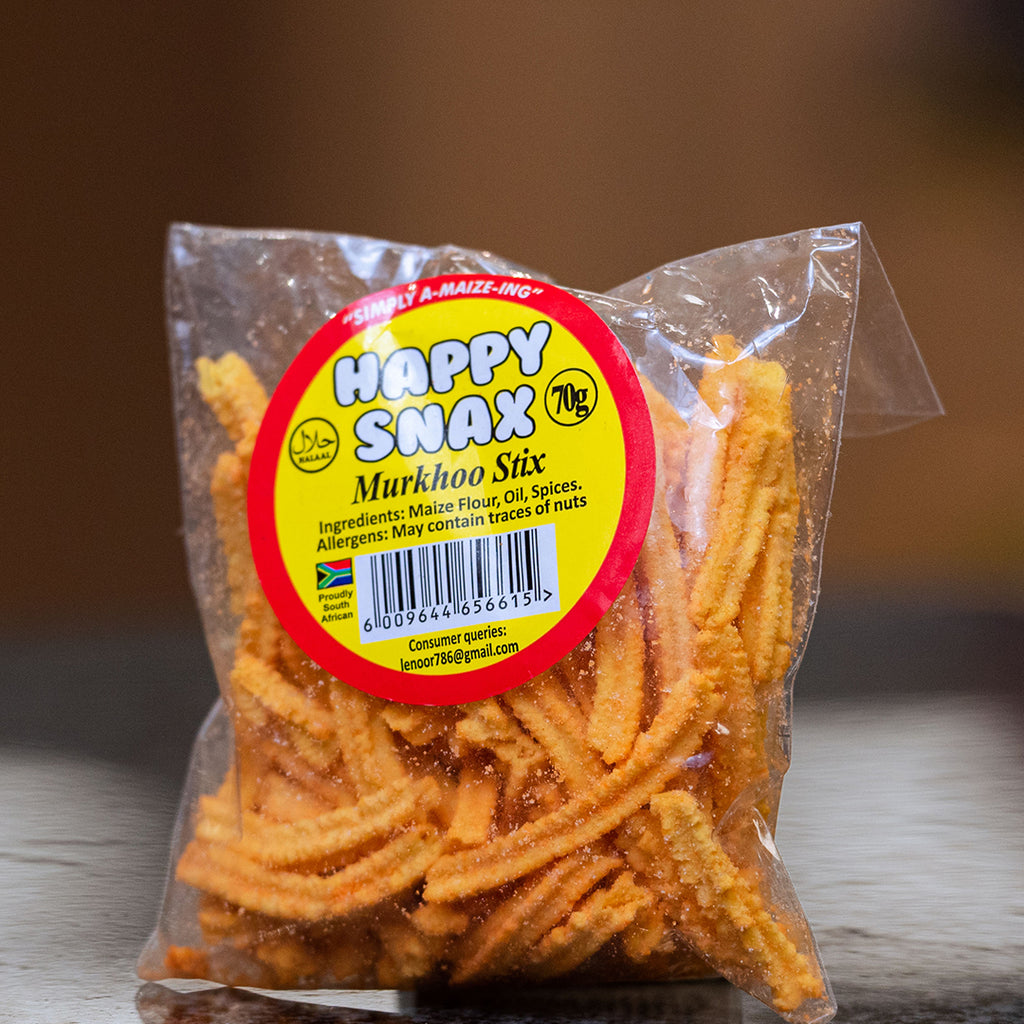 "SIMPLY A-MAIZE-ING"
HAPPY
SNAX
70g
حلال
HALAAL
Murkhoo Stix
Ingredients: Maize Flour, Oil, Spices.
Allergens: May contain traces of nuts
Proudly
South
African
6 009644 656615 >
Consumer queries:
lenoor786@gmail.com